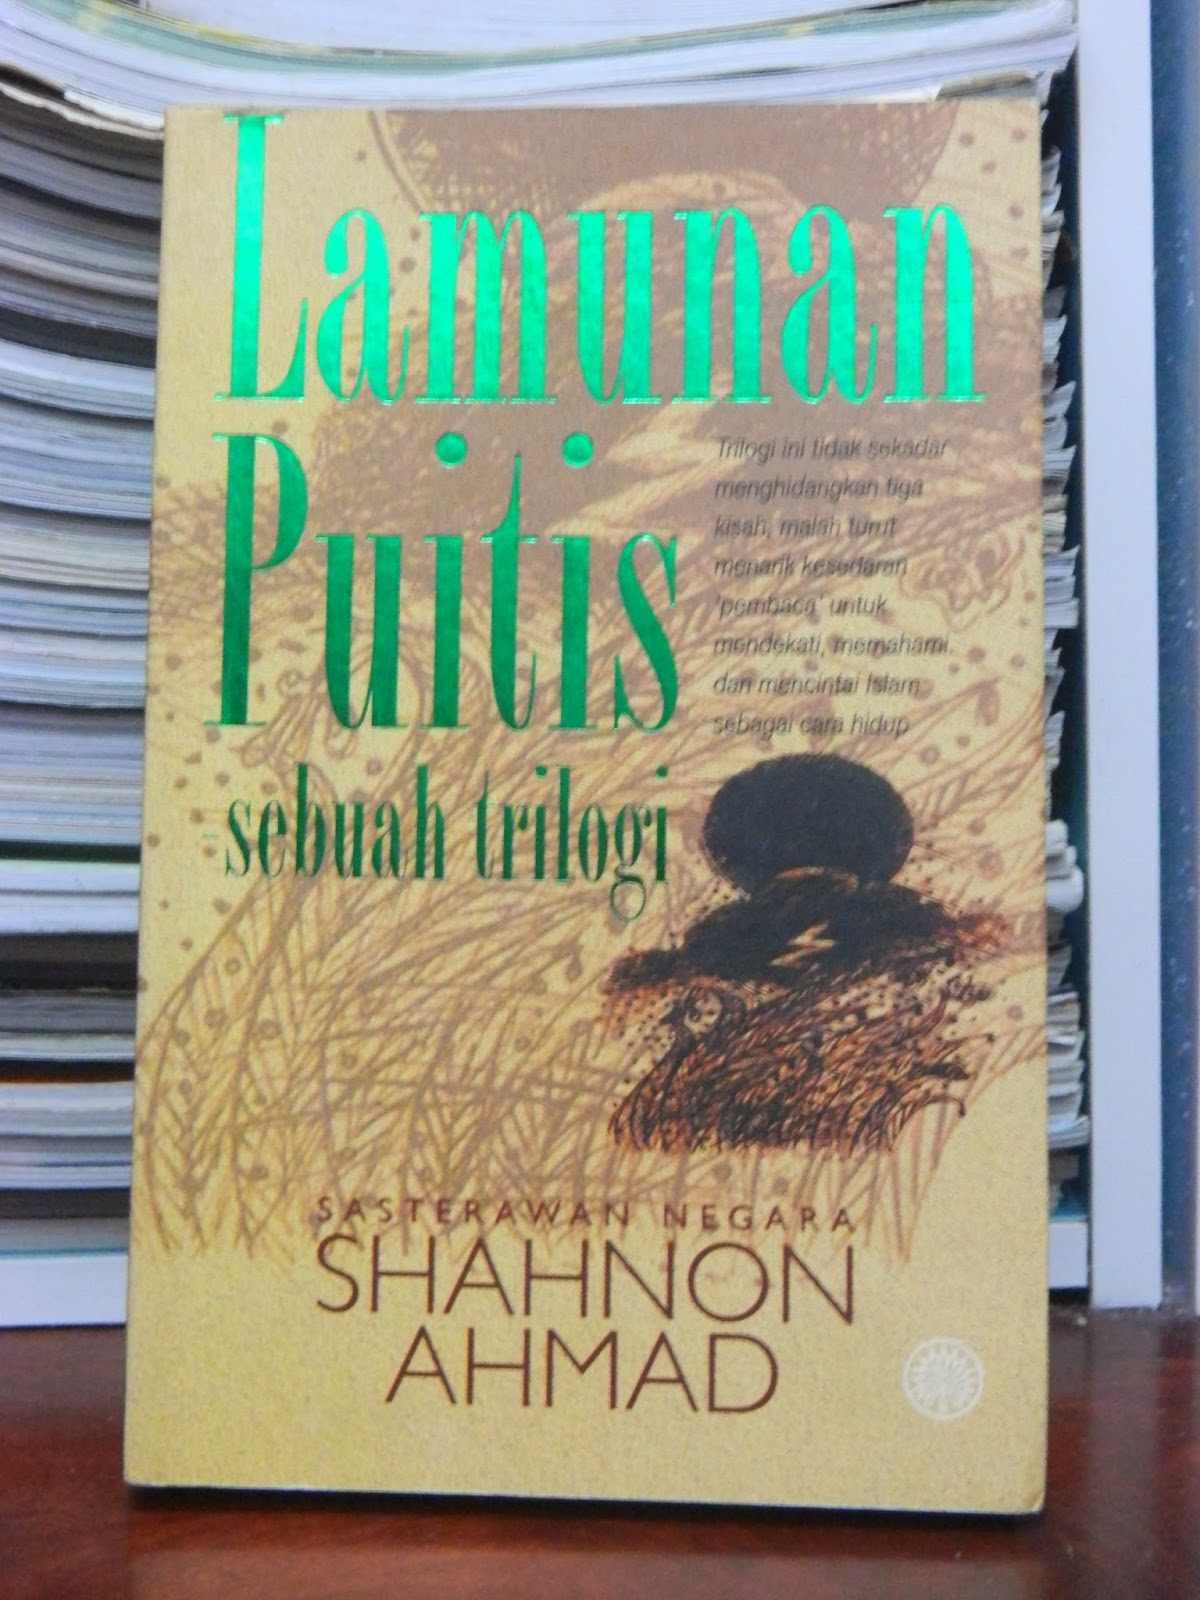 Lamunan
Puitis
sebuah trilogi
Trilogi ini tidak sekadar
menghidangkan tiga
kisah, malah turut
menarik kesedaran
'pembaca' untuk
mendekati, memahami
dan mencintai Islam
sebagai cara hidup
SASTERAWAN NEGARA
SHAHNON
AHMAD